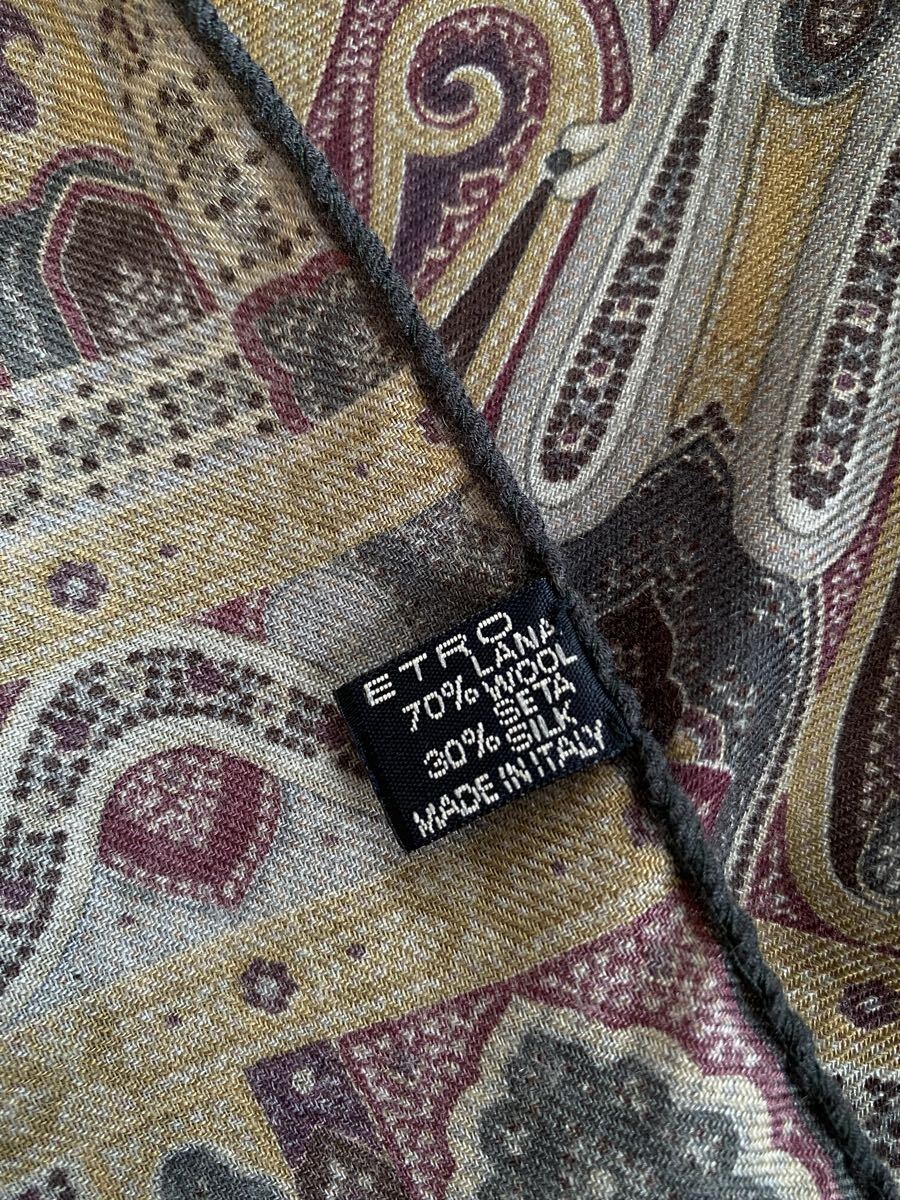 ETRO
70% LANA
WOOL
30% SETA
SILK
MADE IN ITALY